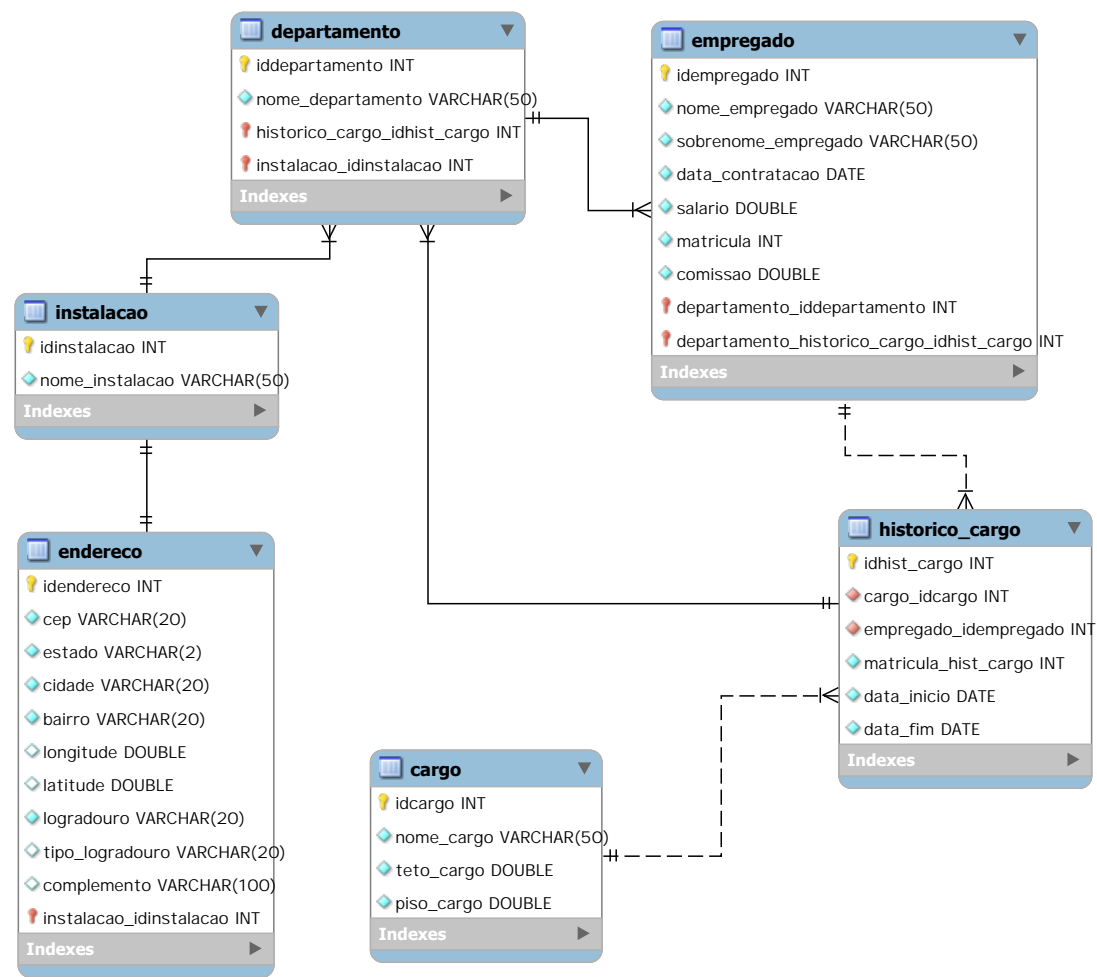 departamento
iddepartamento INT
nome_departamento VARCHAR(50)
historico_cargo_idhist_cargo INT
instalacao_idinstalacao INT
Indexes
empregado
idempregado INT
nome_empregado VARCHAR(50)
sobrenome_empregado VARCHAR(50)
data_contratacao DATE
salario DOUBLE
matricula INT
comissao DOUBLE
departamento_iddepartamento INT
departamento_historico_cargo_idhist_cargo INT
Indexes
instalacao
idinstalacao INT
nome_instalacao VARCHAR(50)
Indexes
endereco
idendereco INT
cep VARCHAR(20)
estado VARCHAR(2)
cidade VARCHAR(20)
bairro VARCHAR(20)
longitude DOUBLE
latitude DOUBLE
logradouro VARCHAR(20)
tipo_logradouro VARCHAR(20)
complemento VARCHAR(100)
instalacao_idinstalacao INT
Indexes
historico_cargo
idhist_cargo INT
cargo_idcargo INT
empregado_idempregado INT
matricula_hist_cargo INT
data_inicio DATE
data_fim DATE
Indexes
cargo
idcargo INT
nome_cargo VARCHAR(50)
teto_cargo DOUBLE
piso_cargo DOUBLE
Indexes